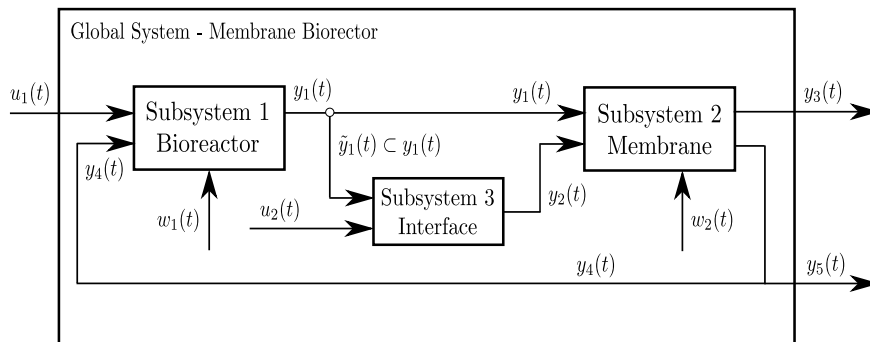 Global System - Membrane Biorector
u₁(t)
y₁(t)
y₁(t)
y₃(t)
Subsystem 1
Bioreactor
Subsystem 2
Membrane
ỹ₁(t) ⊂ y₁(t)
y₄(t)
Subsystem 3
Interface
y₂(t)
w₁(t)
u₂(t)
w₂(t)
y₄(t)
y₅(t)